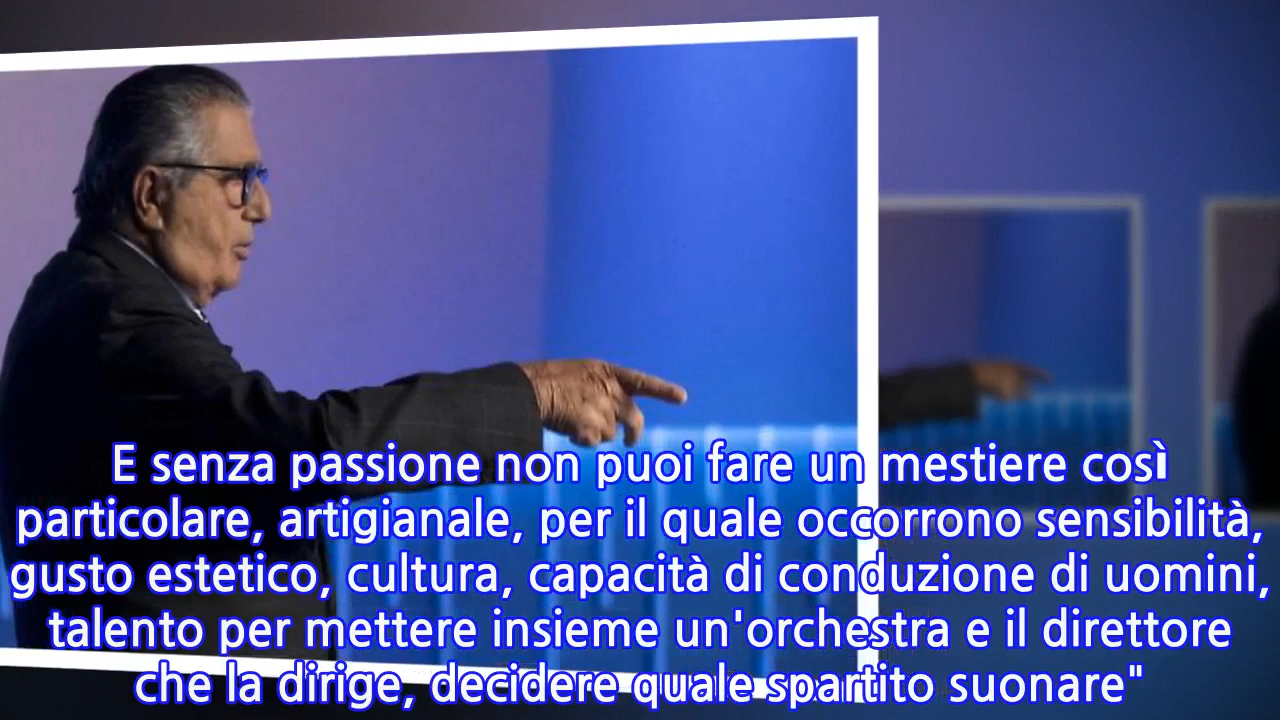 E senza passione non puoi fare un mestiere così
particolare, artigianale, per il quale occorrono sensibilità,
gusto estetico, cultura, capacità di conduzione di uomini,
talento per mettere insieme un'orchestra e il direttore
che la dirige, decidere quale spartito suonare"